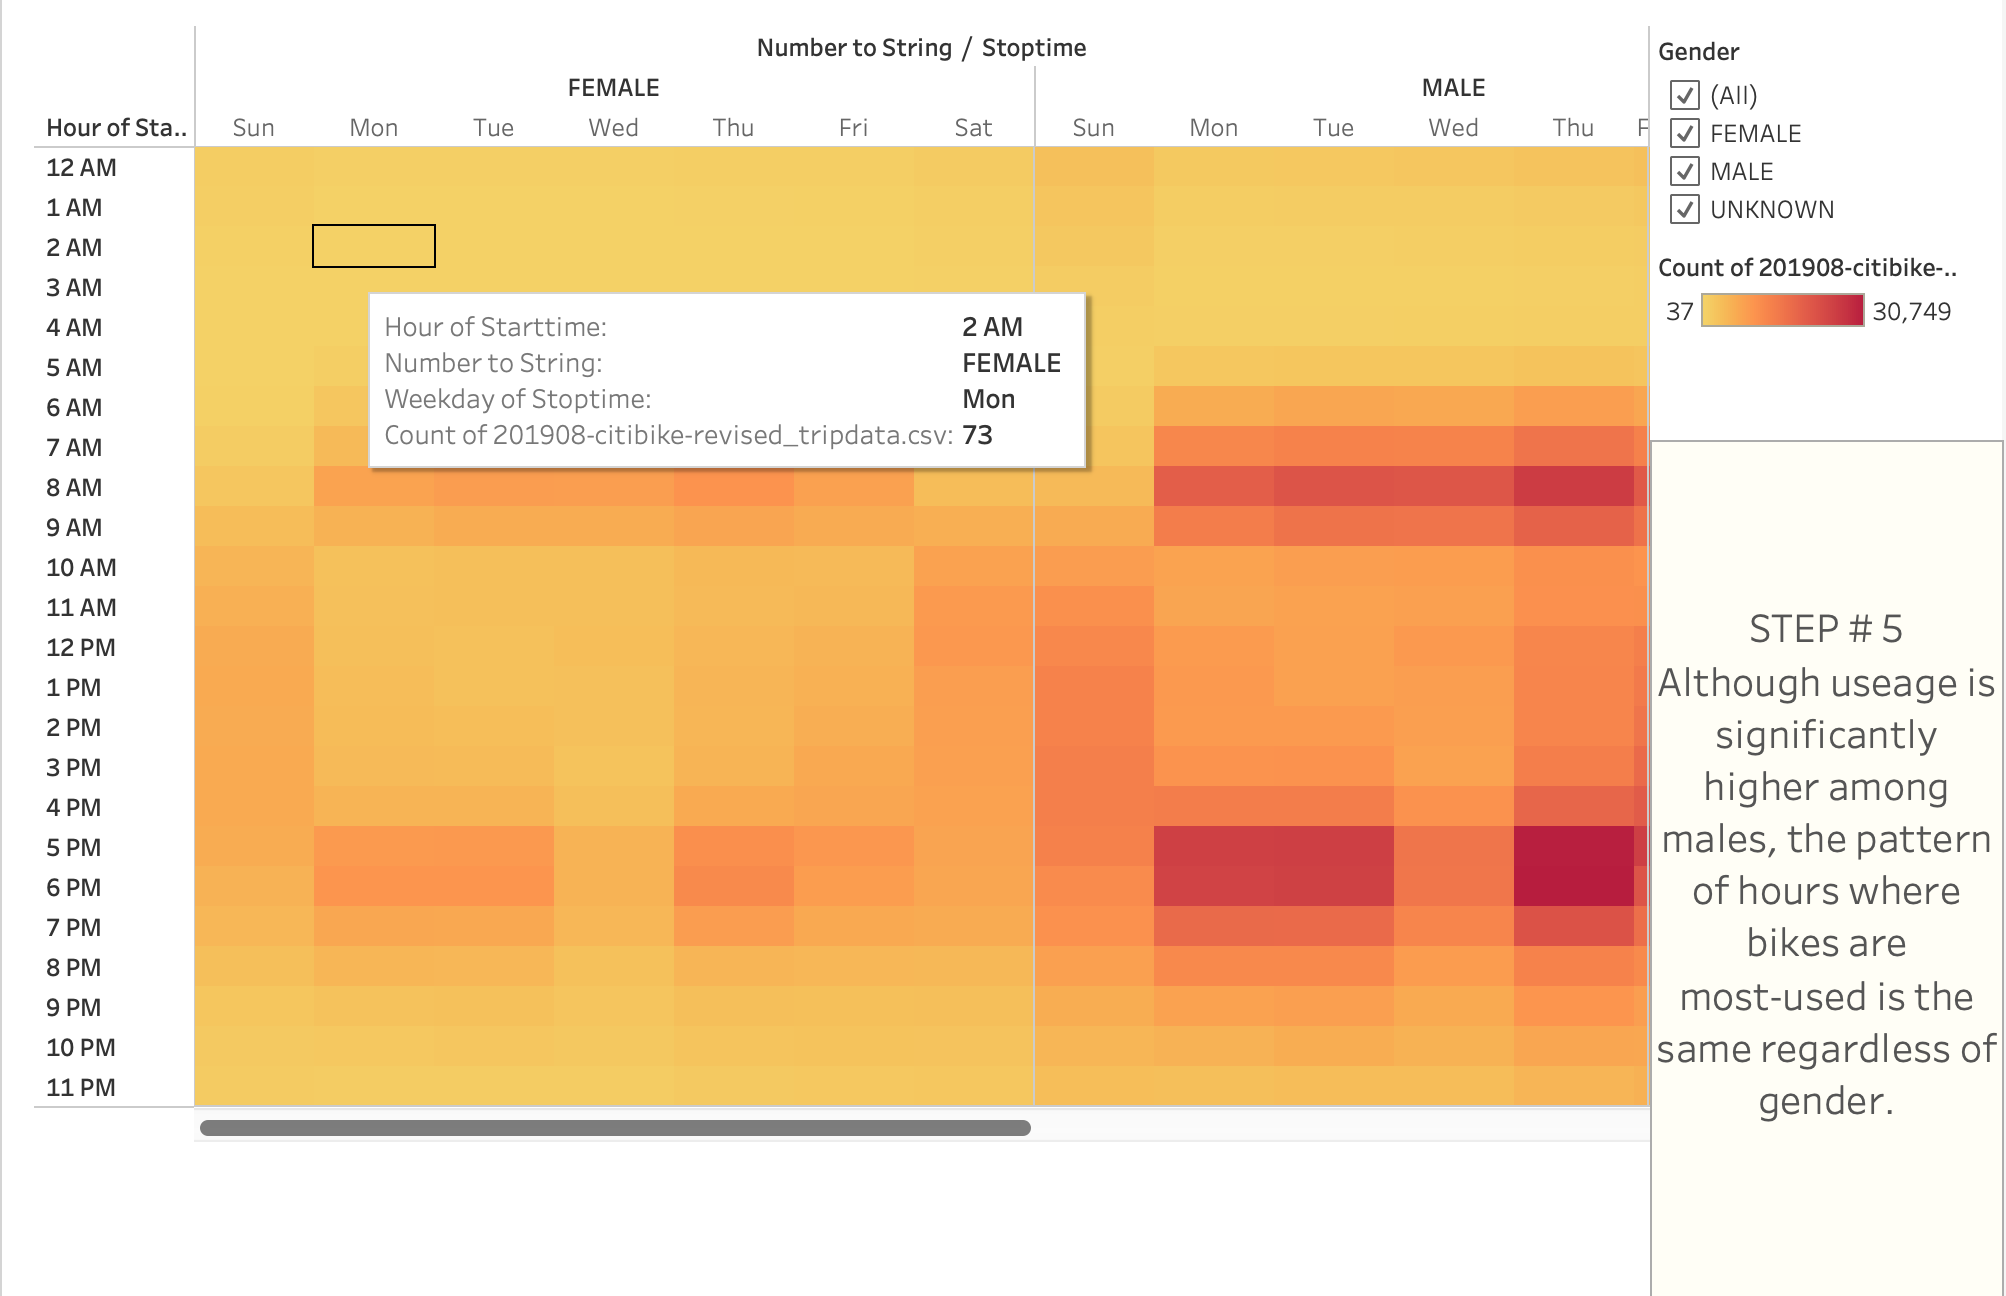 Number to String / Stoptime
FEMALE MALE
Hour of Sta.. Sun Mon Tue Wed Thu Fri Sat Sun Mon Tue Wed Thu F
12 AM
1 AM
2 AM
3 AM
4 AM
5 AM
6 AM
7 AM
8 AM
9 AM
10 AM
11 AM
12 PM
1 PM
2 PM
3 PM
4 PM
5 PM
6 PM
7 PM
8 PM
9 PM
10 PM
11 PM
Hour of Starttime: 2 AM
Number to String: FEMALE
Weekday of Stoptime: Mon
Count of 201908-citibike-revised_tripdata.csv: 73
Gender
(All)
FEMALE
MALE
UNKNOWN
Count of 201908-citibike-..
37 30,749
STEP # 5
Although useage is
significantly
higher among
males, the pattern
of hours where
bikes are
most-used is the
same regardless of
gender.